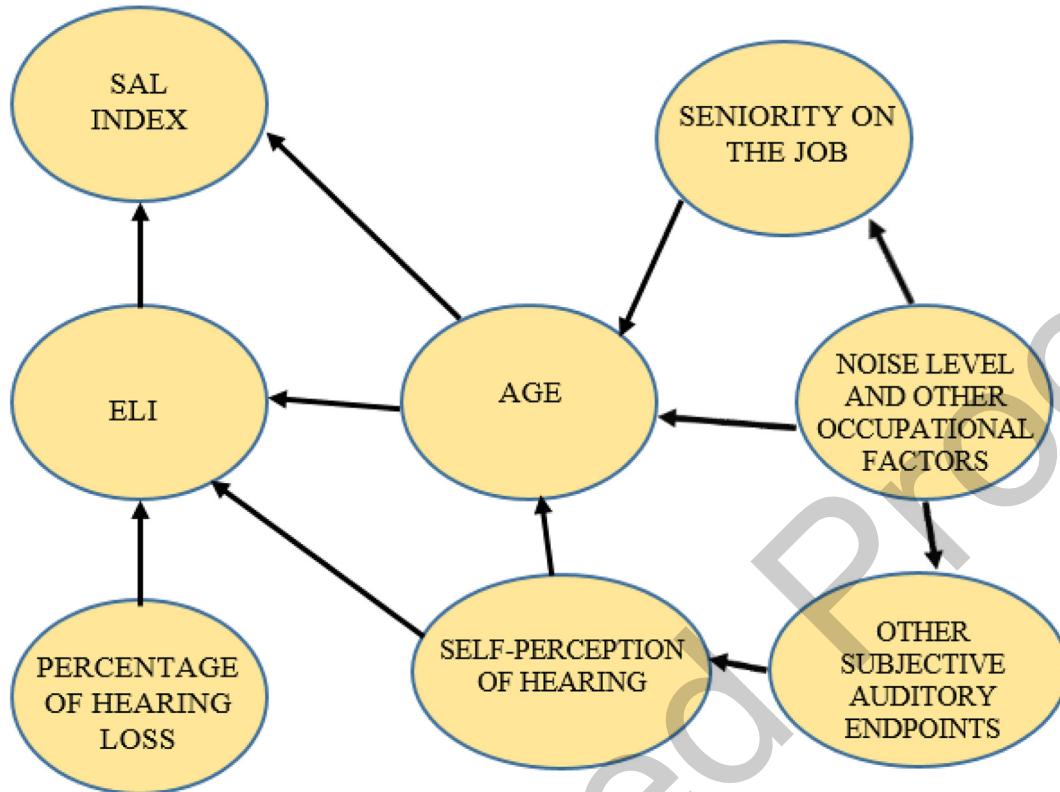 SAL
INDEX
SENIORITY ON
THE JOB
ELI
AGE
NOISE LEVEL
AND OTHER
OCCUPATIONAL
FACTORS
PERCENTAGE
OF HEARING
LOSS
SELF-PERCEPTION
OF HEARING
OTHER
SUBJECTIVE
AUDITORY
ENDPOINTS